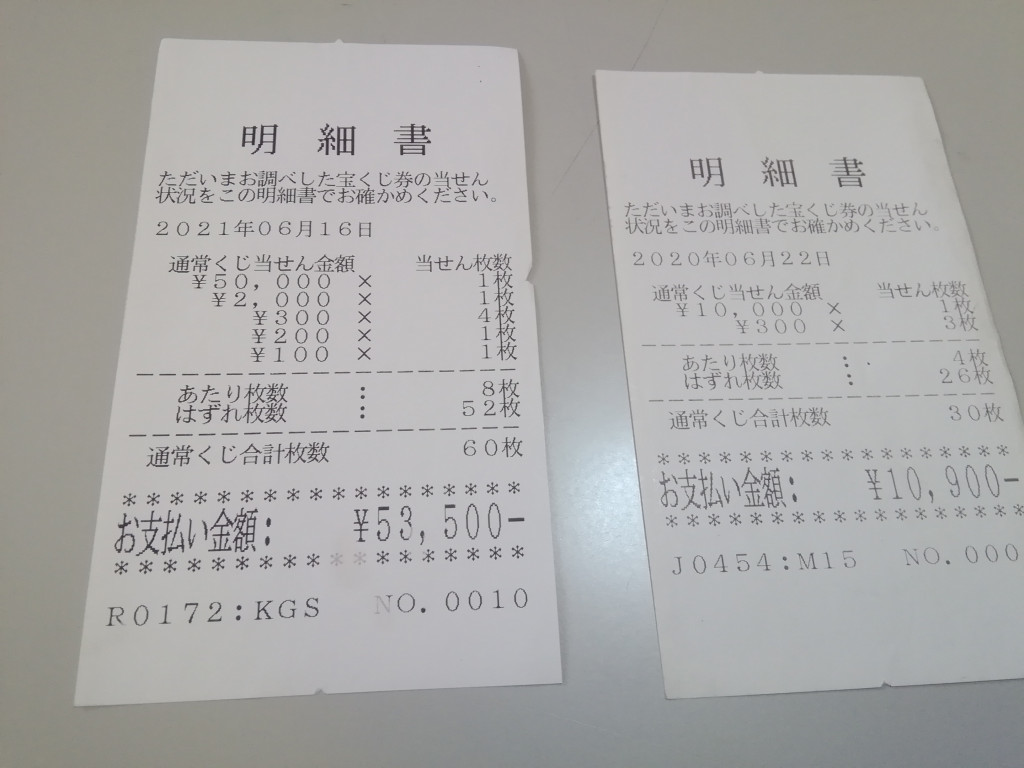 明 細 書
ただいまお調べした宝くじ券の当せん
状況をこの明細書でお確かめください。
2021年06月16日
通常くじ当せん金額 当せん枚数
¥50,000 × 1枚
¥2,000 × 1枚
¥300 × 4枚
¥200 × 1枚
¥100 × 1枚
--------------------
あたり枚数 : 8枚
はずれ枚数 : 52枚
--------------------
通常くじ合計枚数 60枚
******************
お支払い金額: ¥53,500-
******************
R0172:KGS NO.0010
明 細 書
ただいまお調べした宝くじ券の当せん
状況をこの明細書でお確かめください。
2020年06月22日
通常くじ当せん金額 当せん枚数
¥10,000 × 1枚
¥300 × 3枚
--------------------
あたり枚数 : 4枚
はずれ枚数 : 26枚
--------------------
通常くじ合計枚数 30枚
******************
お支払い金額: ¥10,900-
******************
J0454:M15 NO.000